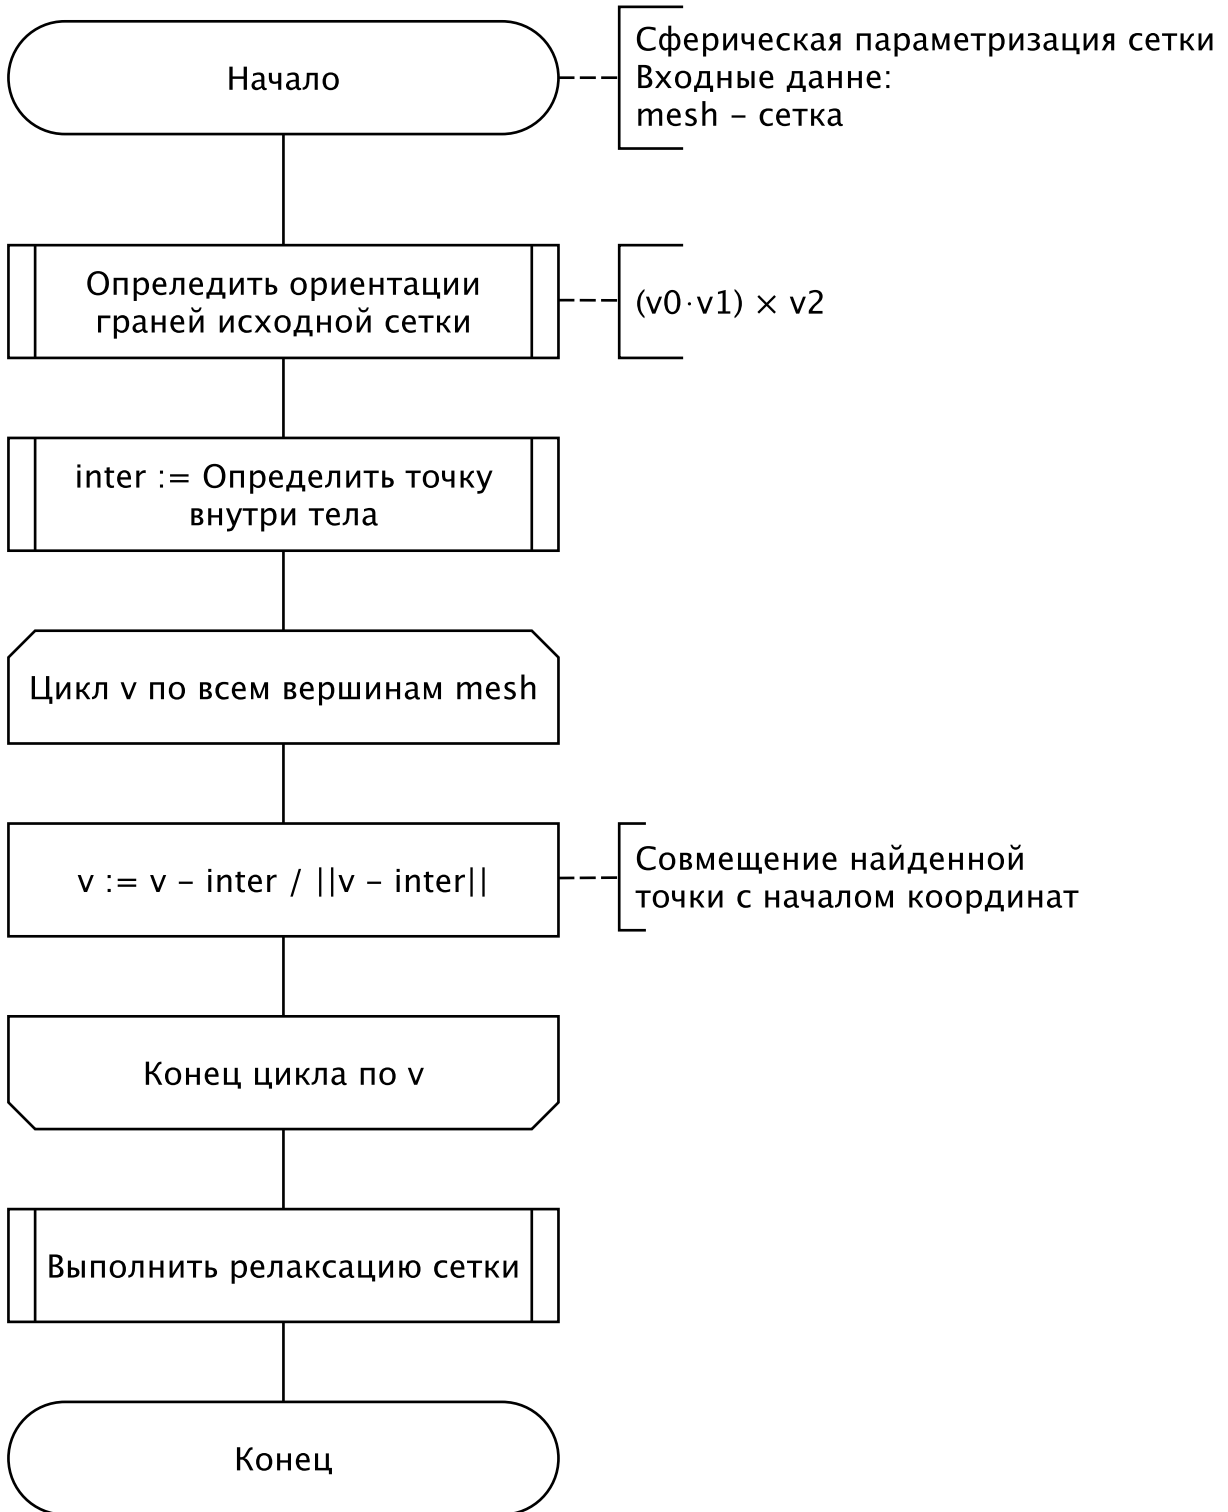 Начало
Сферическая параметризация сетки
Входные данне:
mesh – сетка
Опреледить ориентации
граней исходной сетки
(v0·v1) × v2
inter := Определить точку
внутри тела
Цикл v по всем вершинам mesh
v := v – inter / ||v – inter||
Совмещение найденной
точки с началом координат
Конец цикла по v
Выполнить релаксацию сетки
Конец